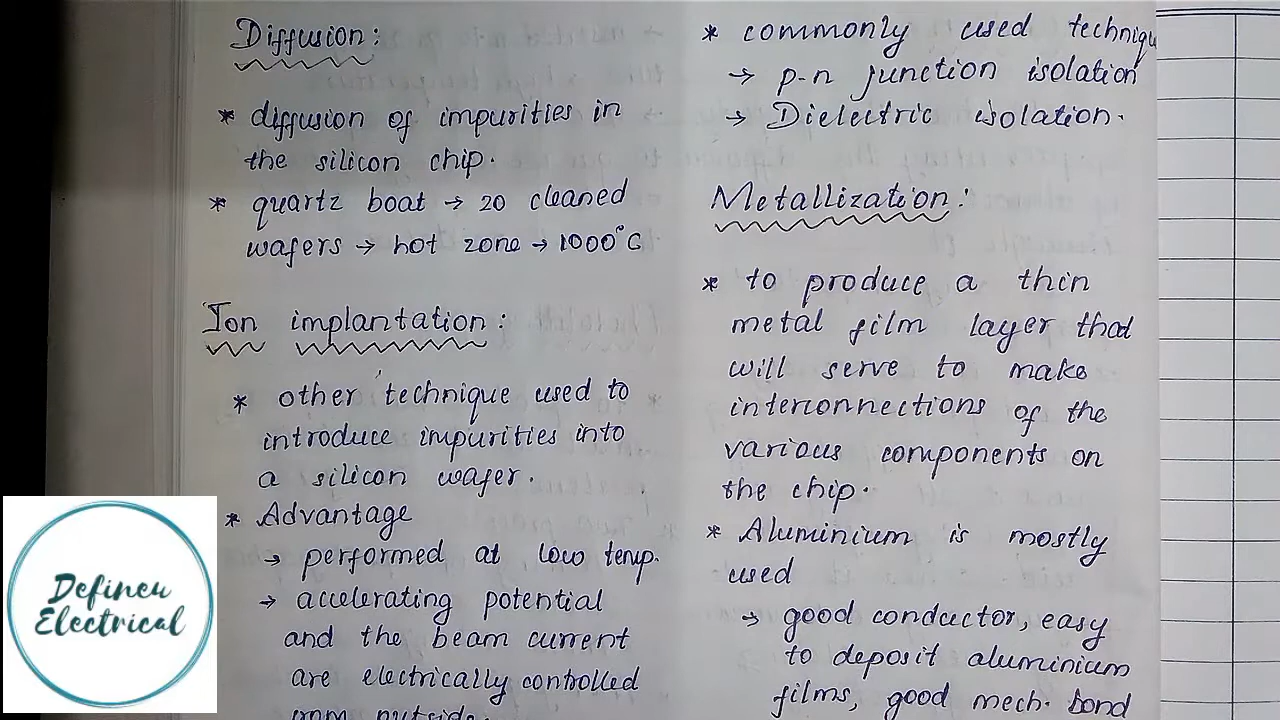 Diffusion:
* diffusion of impurities in
the silicon chip.
* quartz boat → 20 cleaned
wafers → hot zone → 1000°C
Ion implantation:
* other technique used to
introduce impurities into
a silicon wafer.
* Advantage
→ performed at low temp.
→ accelerating potential
and the beam current
are electrically controlled
from outside.
* commonly used techniqu
→ p-n junction isolation
→ Dielectric isolation.
Metallization:
* to produce a thin
metal film layer that
will serve to make
interconnections of the
various components on
the chip.
* Aluminium is mostly
used
→ good conductor, easy
to deposit aluminium
films, good mech. bond
Defineu
Electrical